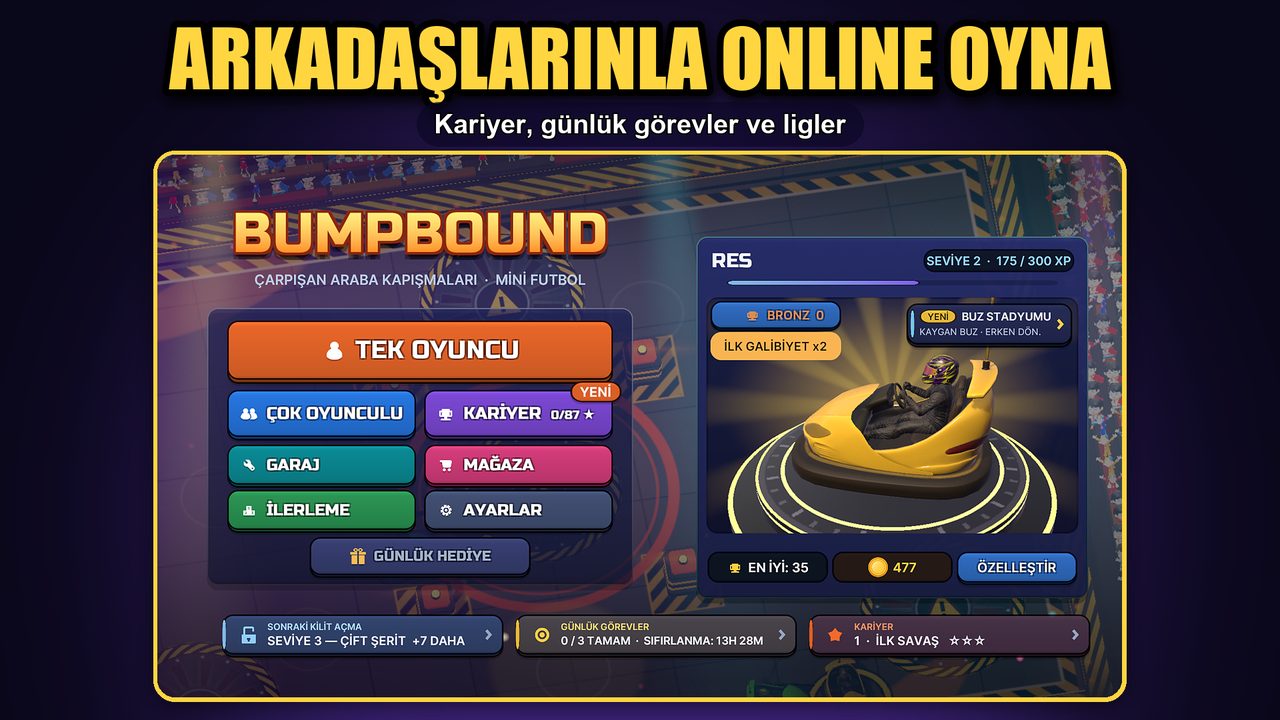 ARKADAŞLARINLA ONLINE OYNA
Kariyer, günlük görevler ve ligler
BUMPBOUND
ÇARPIŞAN ARABA KAPIŞMALARI · MİNİ FUTBOL
TEK OYUNCU
ÇOK OYUNCULU
YENİ
KARİYER 0/87 ★
GARAJ
MAĞAZA
İLERLEME
AYARLAR
GÜNLÜK HEDİYE
RES
SEVİYE 2 · 175 / 300 XP
BRONZ 0
İLK GALİBİYET x2
YENİ BUZ STADYUMU
KAYGAN BUZ · ERKEN DÖN.
EN İYİ: 35
477
ÖZELLEŞTİR
SONRAKİ KİLİT AÇMA
SEVİYE 3 — ÇİFT ŞERİT +7 DAHA
GÜNLÜK GÖREVLER
0 / 3 TAMAM · SIFIRLANMA: 13H 28M
KARİYER
1 · İLK SAVAŞ ☆☆☆